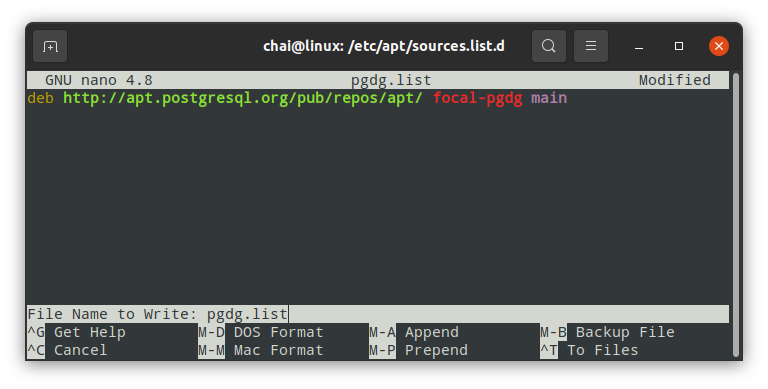 chai@linux: /etc/apt/sources.list.d
GNU nano 4.8 pgdg.list Modified
deb http://apt.postgresql.org/pub/repos/apt/ focal-pgdg main
File Name to Write: pgdg.list
^G Get Help M-D DOS Format M-A Append M-B Backup File
^C Cancel M-M Mac Format M-P Prepend ^T To Files